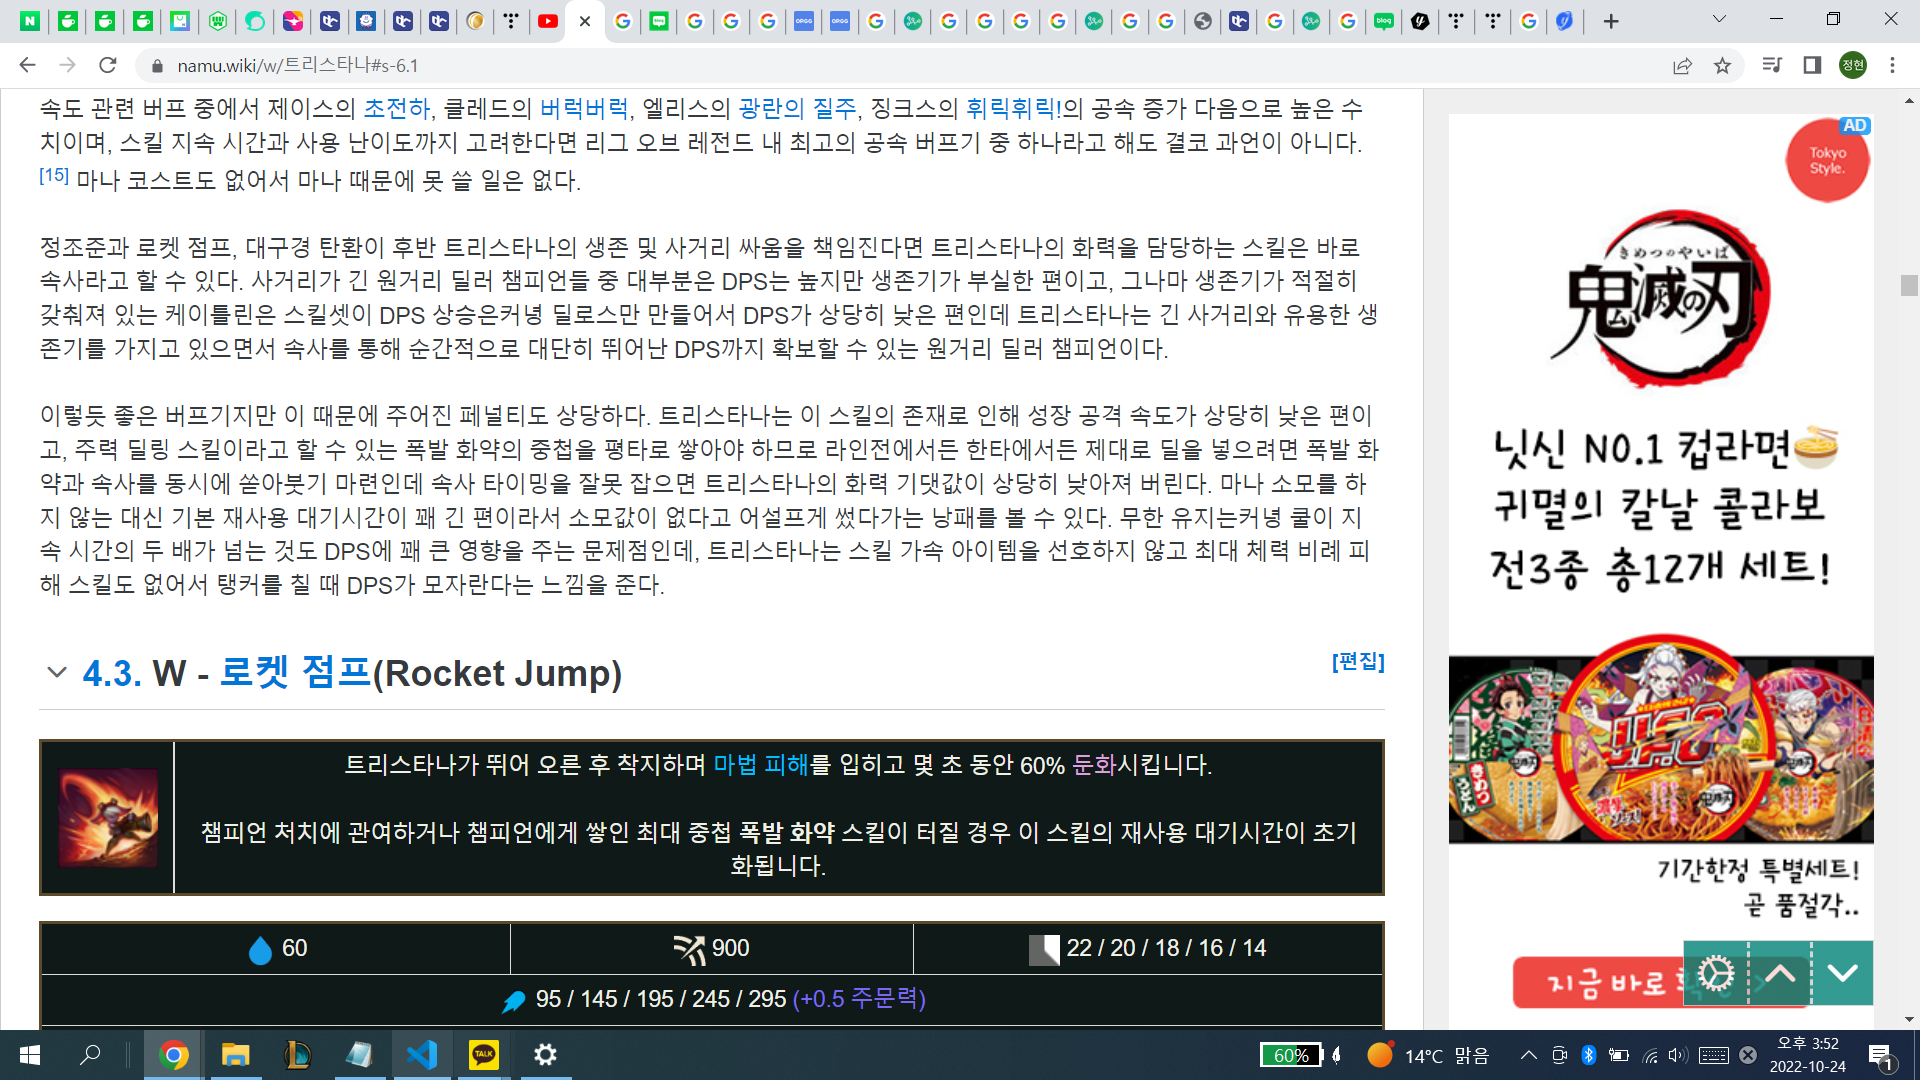 namu.wiki/w/트리스타나#s-6.1
정현
속도 관련 버프 중에서 제이스의 초전하, 클레드의 버럭버럭, 엘리스의 광란의 질주, 징크스의 휘릭휘릭!의 공속 증가 다음으로 높은 수
치이며, 스킬 지속 시간과 사용 난이도까지 고려한다면 리그 오브 레전드 내 최고의 공속 버프기 중 하나라고 해도 결코 과언이 아니다.
[15] 마나 코스트도 없어서 마나 때문에 못 쓸 일은 없다.
정조준과 로켓 점프, 대구경 탄환이 후반 트리스타나의 생존 및 사거리 싸움을 책임진다면 트리스타나의 화력을 담당하는 스킬은 바로
속사라고 할 수 있다. 사거리가 긴 원거리 딜러 챔피언들 중 대부분은 DPS는 높지만 생존기가 부실한 편이고, 그나마 생존기가 적절히
갖춰져 있는 케이틀린은 스킬셋이 DPS 상승은커녕 딜로스만 만들어서 DPS가 상당히 낮은 편인데 트리스타나는 긴 사거리와 유용한 생
존기를 가지고 있으면서 속사를 통해 순간적으로 대단히 뛰어난 DPS까지 확보할 수 있는 원거리 딜러 챔피언이다.
이렇듯 좋은 버프기지만 이 때문에 주어진 페널티도 상당하다. 트리스타나는 이 스킬의 존재로 인해 성장 공격 속도가 상당히 낮은 편이
고, 주력 딜링 스킬이라고 할 수 있는 폭발 화약의 중첩을 평타로 쌓아야 하므로 라인전에서든 한타에서든 제대로 딜을 넣으려면 폭발 화
약과 속사를 동시에 쏟아붓기 마련인데 속사 타이밍을 잘못 잡으면 트리스타나의 화력 기댓값이 상당히 낮아져 버린다. 마나 소모를 하
지 않는 대신 기본 재사용 대기시간이 꽤 긴 편이라서 소모값이 없다고 어설프게 썼다가는 낭패를 볼 수 있다. 무한 유지는커녕 쿨이 지
속 시간의 두 배가 넘는 것도 DPS에 꽤 큰 영향을 주는 문제점인데, 트리스타나는 스킬 가속 아이템을 선호하지 않고 최대 체력 비례 피
해 스킬도 없어서 탱커를 칠 때 DPS가 모자란다는 느낌을 준다.
4.3. W - 로켓 점프(Rocket Jump)
[편집]
트리스타나가 뛰어 오른 후 착지하며 마법 피해를 입히고 몇 초 동안 60% 둔화시킵니다.
챔피언 처치에 관여하거나 챔피언에게 쌓인 최대 중첩 폭발 화약 스킬이 터질 경우 이 스킬의 재사용 대기시간이 초기
화됩니다.
60
900
22 / 20 / 18 / 16 / 14
95 / 145 / 195 / 245 / 295 (+0.5 주문력)
AD
Tokyo
Style.
きめつのやいば
鬼滅の刃
닛신 NO.1 컵라면
귀멸의 칼날 콜라보
전3종 총12개 세트!
기간한정 특별세트!
곧 품절각..
지금 바로
60%
14°C 맑음
오후 3:52
2022-10-24
1